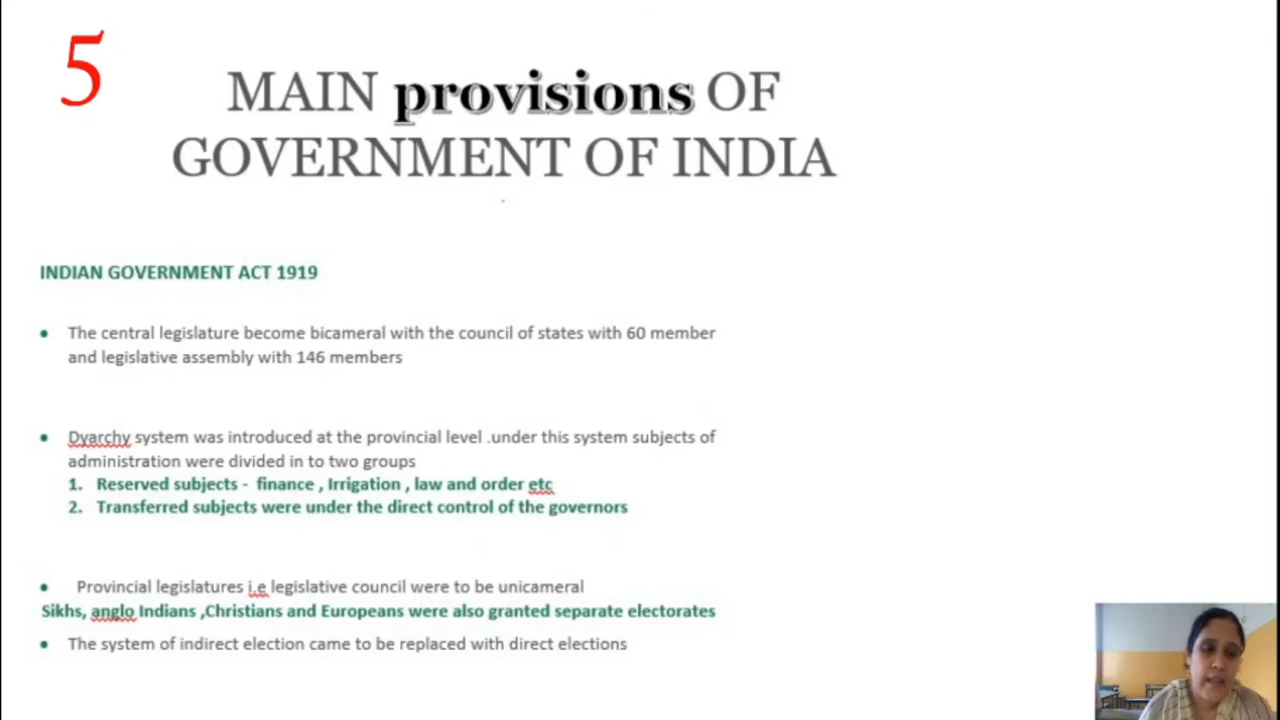 5
MAIN provisions OF
GOVERNMENT OF INDIA
INDIAN GOVERNMENT ACT 1919
• The central legislature become bicameral with the council of states with 60 member
and legislative assembly with 146 members
• Dyarchy system was introduced at the provincial level .under this system subjects of
administration were divided in to two groups
1. Reserved subjects - finance , Irrigation , law and order etc
2. Transferred subjects were under the direct control of the governors
• Provincial legislatures i.e legislative council were to be unicameral
Sikhs, anglo Indians ,Christians and Europeans were also granted separate electorates
• The system of indirect election came to be replaced with direct elections